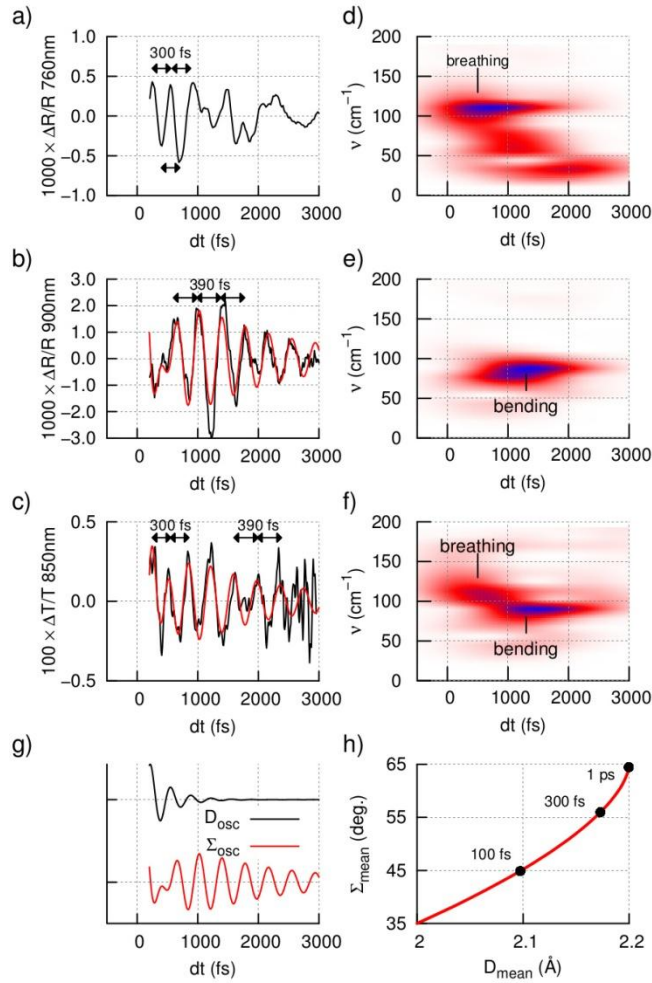 a)
1000 × ΔR/R 760nm
1.0
0.5
0.0
−0.5
−1.0
300 fs
0
1000
2000
3000
dt (fs)
d)
ν (cm⁻¹)
200
150
100
50
0
breathing
0
1000
2000
3000
dt (fs)
b)
1000 × ΔR/R 900nm
3.0
2.0
1.0
0.0
−1.0
−2.0
−3.0
390 fs
0
1000
2000
3000
dt (fs)
e)
ν (cm⁻¹)
200
150
100
50
0
bending
0
1000
2000
3000
dt (fs)
c)
100 × ΔT/T 850nm
0.5
0.0
−0.5
300 fs
390 fs
0
1000
2000
3000
dt (fs)
f)
ν (cm⁻¹)
200
150
100
50
0
breathing
bending
0
1000
2000
3000
dt (fs)
g)
Dosc
Σosc
0
1000
2000
3000
dt (fs)
h)
Σmean (deg.)
65
55
45
35
1 ps
300 fs
100 fs
2
2.1
2.2
Dmean (Å)